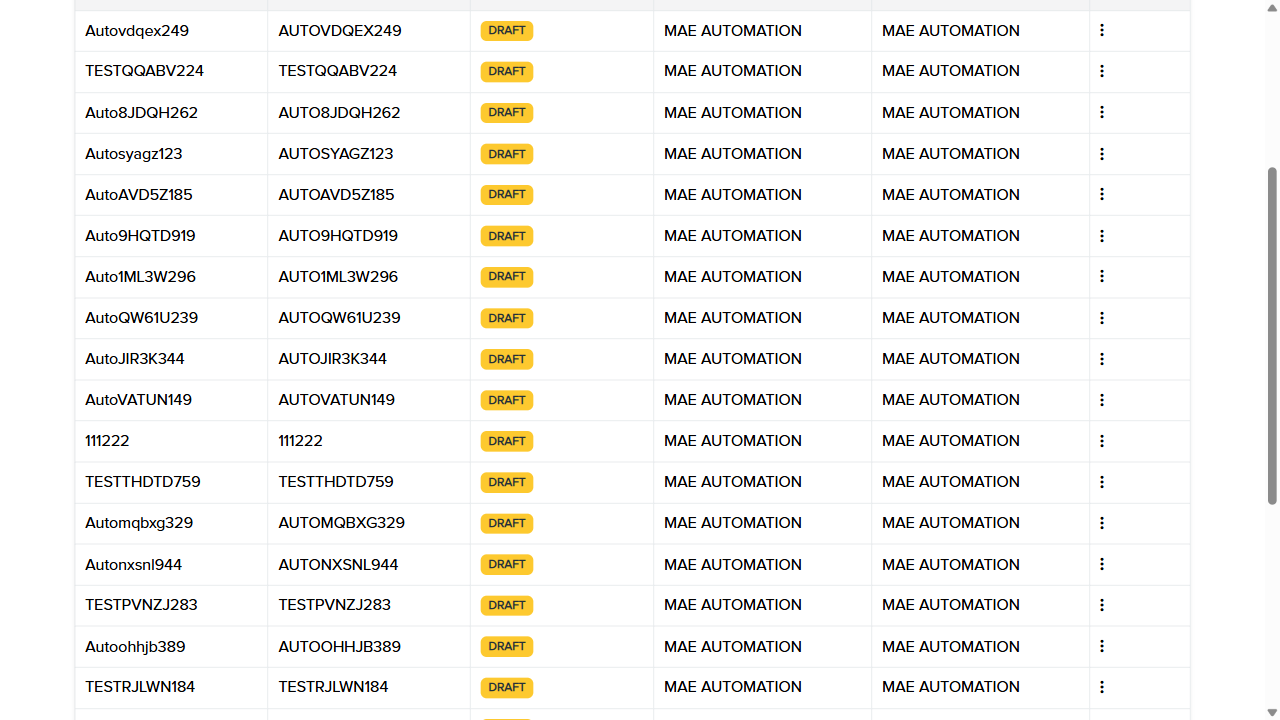 Autovdqex249 AUTOVDQEX249 DRAFT MAE AUTOMATION MAE AUTOMATION
TESTQQABV224 TESTQQABV224 DRAFT MAE AUTOMATION MAE AUTOMATION
Auto8JDQH262 AUTO8JDQH262 DRAFT MAE AUTOMATION MAE AUTOMATION
Autosyagz123 AUTOSYAGZ123 DRAFT MAE AUTOMATION MAE AUTOMATION
AutoAVD5Z185 AUTOAVD5Z185 DRAFT MAE AUTOMATION MAE AUTOMATION
Auto9HQTD919 AUTO9HQTD919 DRAFT MAE AUTOMATION MAE AUTOMATION
Auto1ML3W296 AUTO1ML3W296 DRAFT MAE AUTOMATION MAE AUTOMATION
AutoQW61U239 AUTOQW61U239 DRAFT MAE AUTOMATION MAE AUTOMATION
AutoJIR3K344 AUTOJIR3K344 DRAFT MAE AUTOMATION MAE AUTOMATION
AutoVATUN149 AUTOVATUN149 DRAFT MAE AUTOMATION MAE AUTOMATION
111222 111222 DRAFT MAE AUTOMATION MAE AUTOMATION
TESTTHDTD759 TESTTHDTD759 DRAFT MAE AUTOMATION MAE AUTOMATION
Automqbxg329 AUTOMQBXG329 DRAFT MAE AUTOMATION MAE AUTOMATION
Autonxsnl944 AUTONXSNL944 DRAFT MAE AUTOMATION MAE AUTOMATION
TESTPVNZJ283 TESTPVNZJ283 DRAFT MAE AUTOMATION MAE AUTOMATION
Autoohhjb389 AUTOOHHJB389 DRAFT MAE AUTOMATION MAE AUTOMATION
TESTRJLWN184 TESTRJLWN184 DRAFT MAE AUTOMATION MAE AUTOMATION